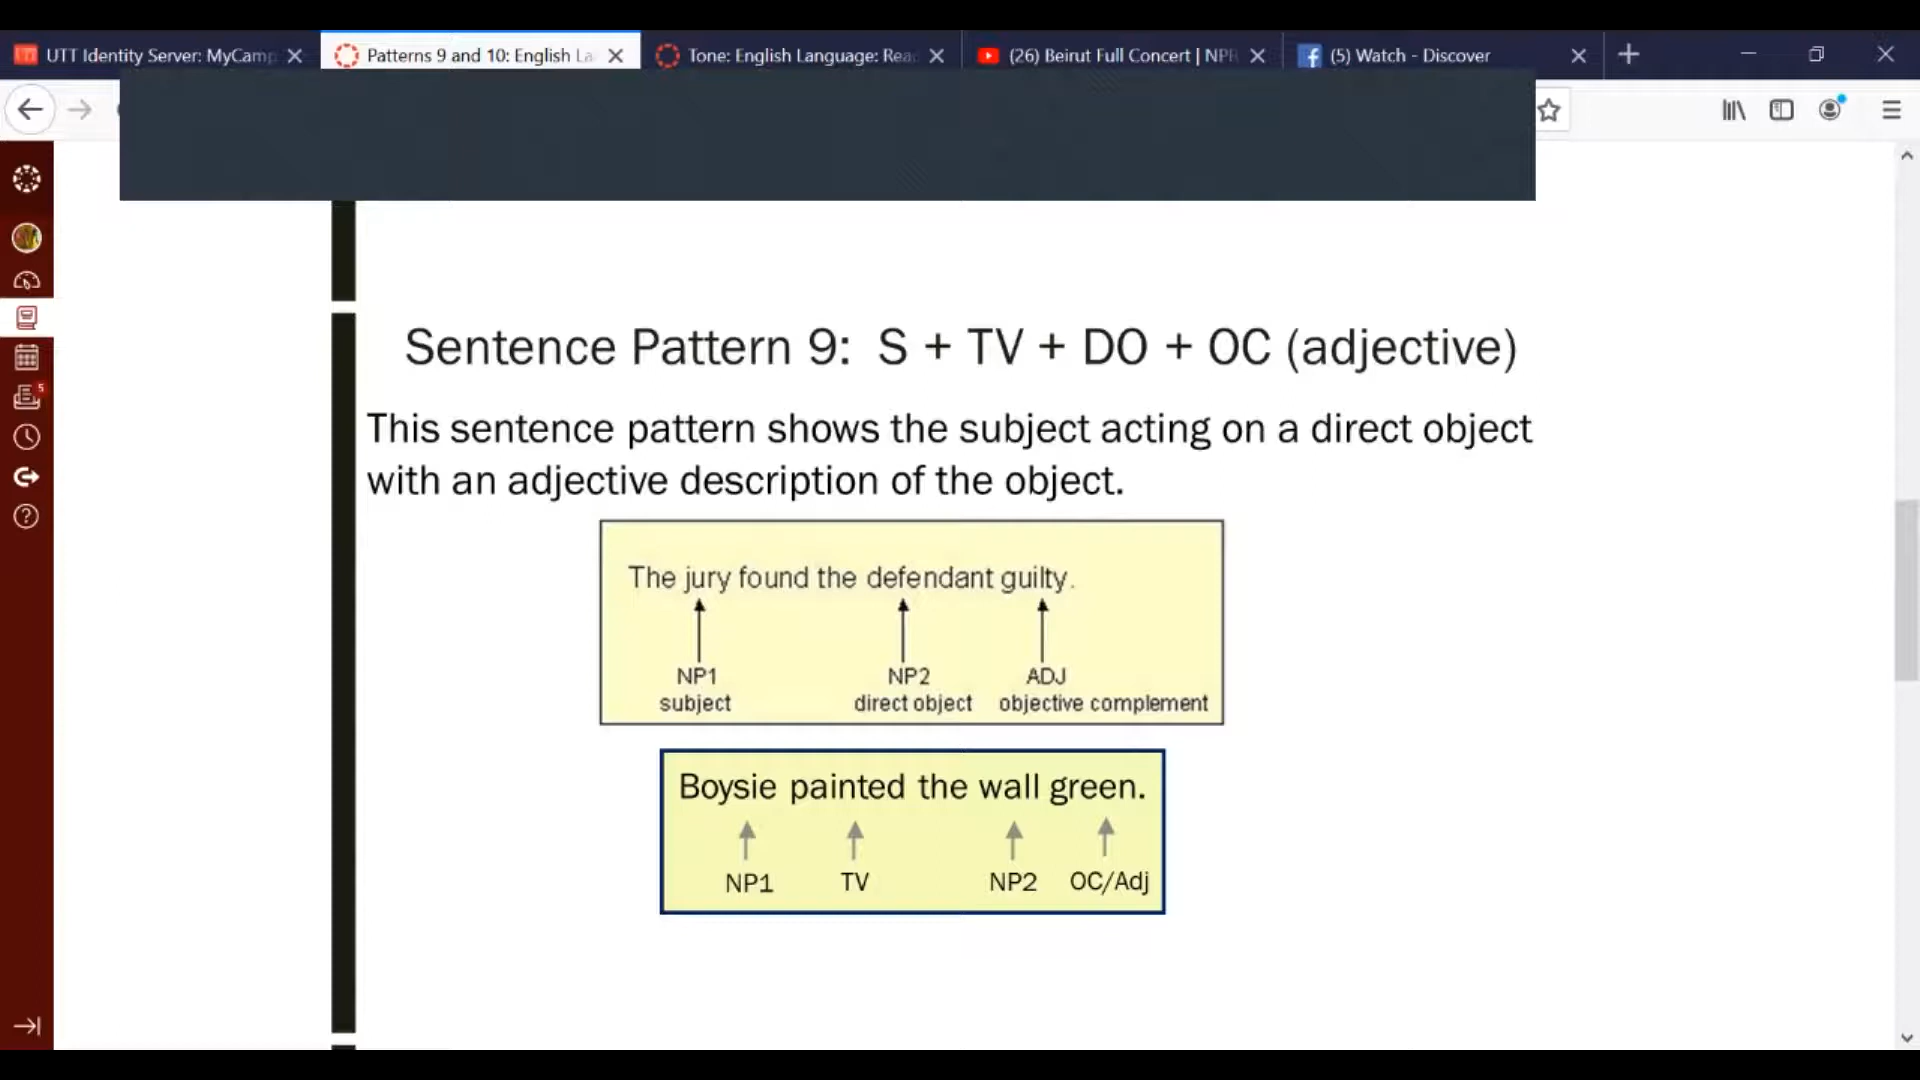 UTT Identity Server: MyCamp
Patterns 9 and 10: English La
Tone: English Language: Rea
(26) Beirut Full Concert | NPR
(5) Watch - Discover
5
Sentence Pattern 9: S + TV + DO + OC (adjective)
This sentence pattern shows the subject acting on a direct object
with an adjective description of the object.
The jury found the defendant guilty.
NP1 NP2 ADJ
subject direct object objective complement
Boysie painted the wall green.
NP1 TV NP2 OC/Adj